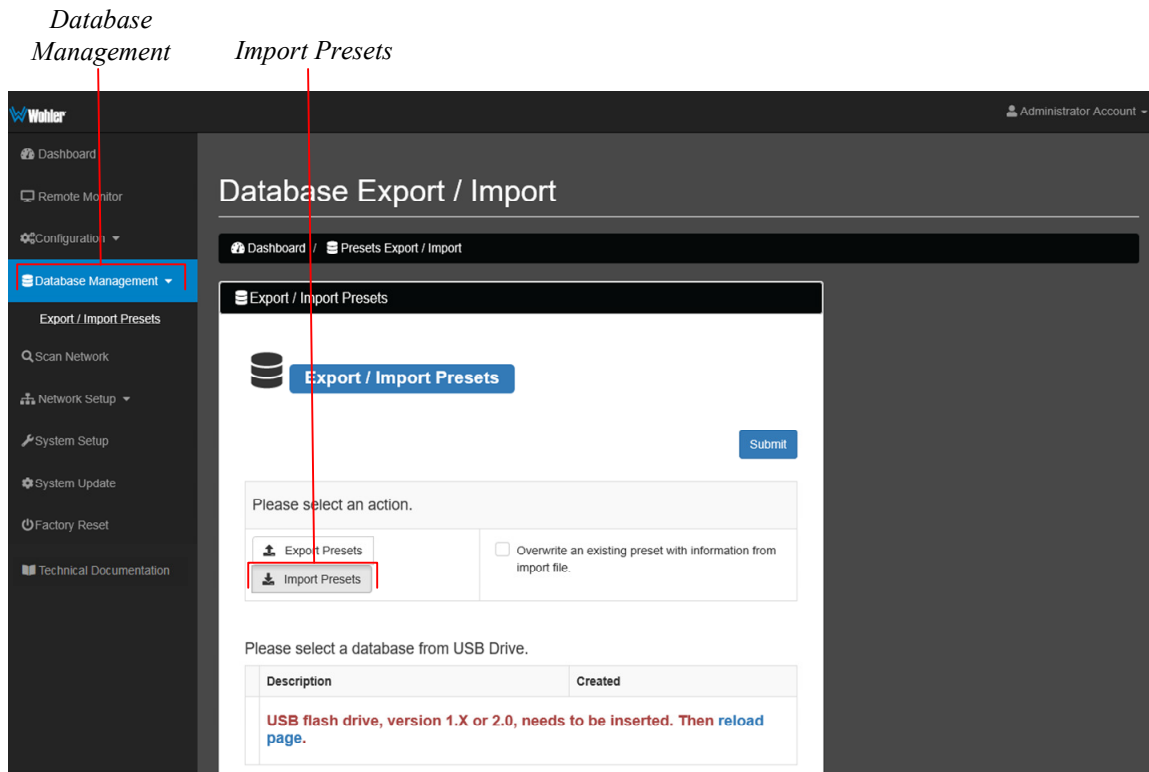 Database
Management
Import Presets
Wohler
Administrator Account
Dashboard
Remote Monitor
Configuration
Database Management
Export / Import Presets
Scan Network
Network Setup
System Setup
System Update
Factory Reset
Technical Documentation
Database Export / Import
Dashboard / Presets Export / Import
Export / Import Presets
Export / Import Presets
Submit
Please select an action.
Export Presets
Import Presets
Overwrite an existing preset with information from
import file.
Please select a database from USB Drive.
Description Created
USB flash drive, version 1.X or 2.0, needs to be inserted. Then reload
page.